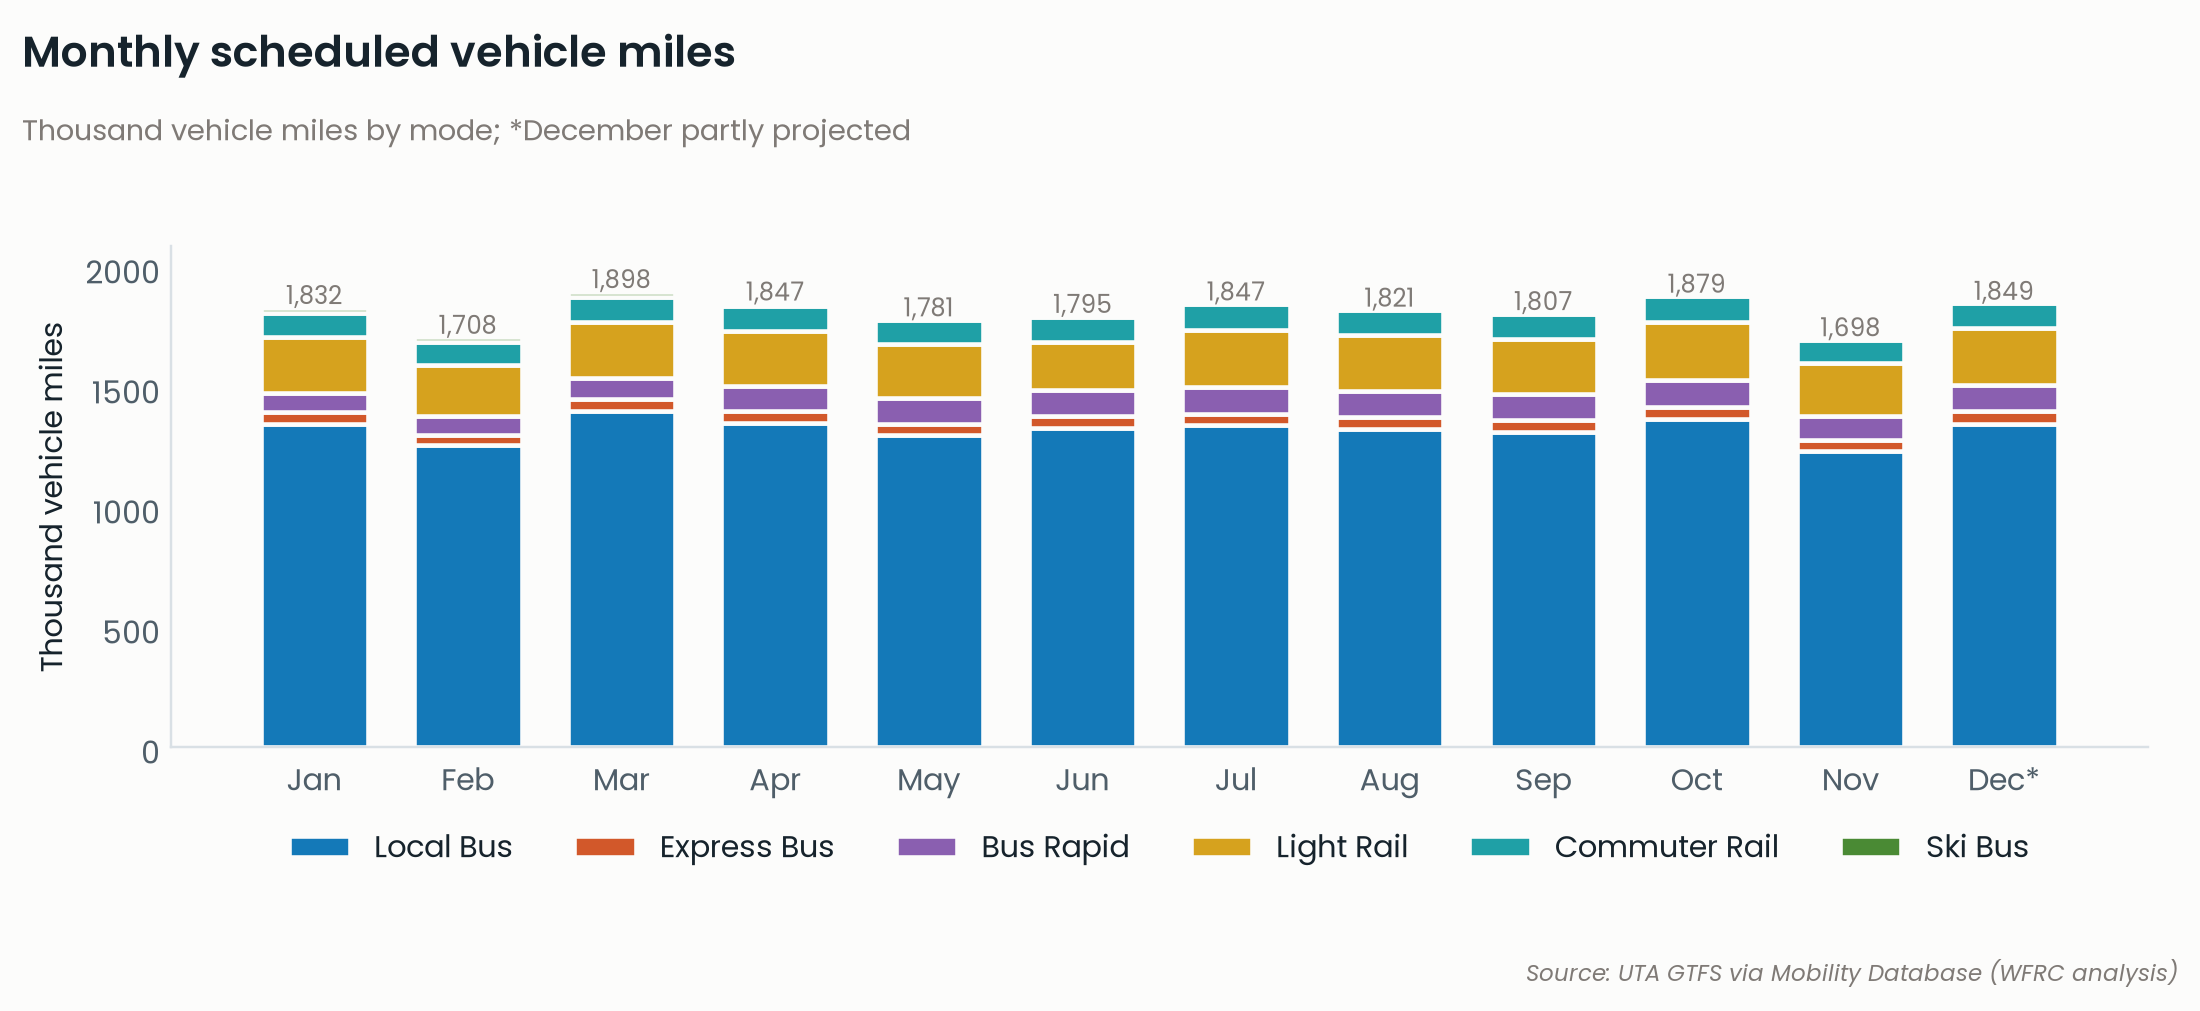 Monthly scheduled vehicle miles
Thousand vehicle miles by mode; *December partly projected
Thousand vehicle miles
2000
1500
1000
500
0
1,832
1,708
1,898
1,847
1,781
1,795
1,847
1,821
1,807
1,879
1,698
1,849
Jan
Feb
Mar
Apr
May
Jun
Jul
Aug
Sep
Oct
Nov
Dec*
Local Bus
Express Bus
Bus Rapid
Light Rail
Commuter Rail
Ski Bus
Source: UTA GTFS via Mobility Database (WFRC analysis)